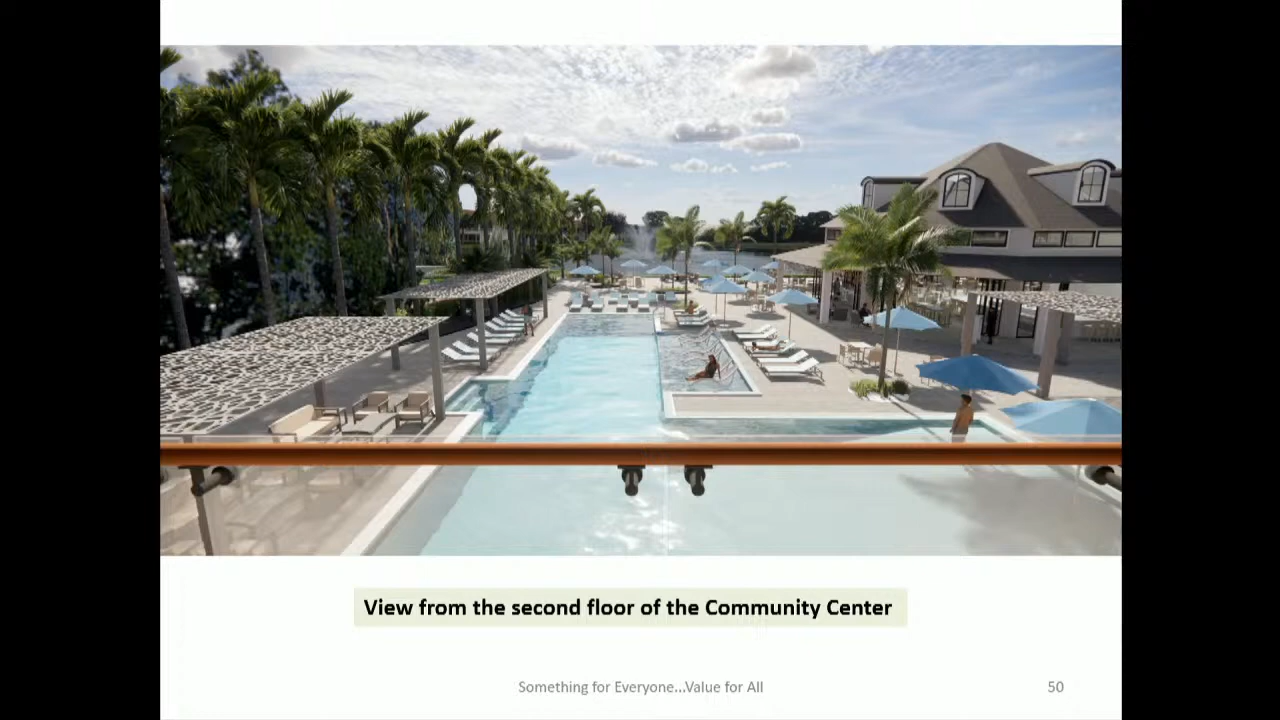 View from the second floor of the Community Center
Something for Everyone...Value for All
50